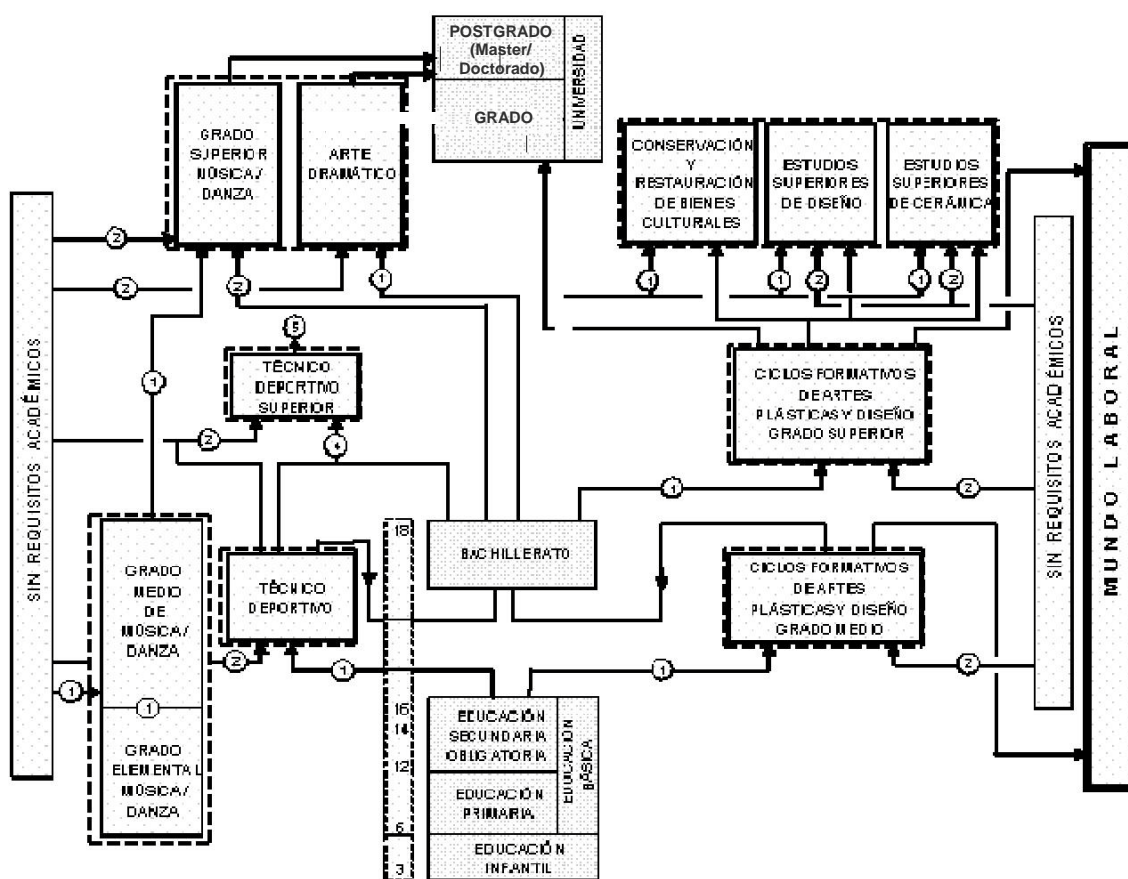 POSTGRADO
(Master/
Doctorado)
GRADO
UNIVERSIDAD
GRADO
SUPERIOR
MÚSICA/
DANZA
ARTE
DRAMÁTICO
CONSERVACIÓN
Y
RESTAURACIÓN
DE BIENES
CULTURALES
ESTUDIOS
SUPERIORES
DE DISEÑO
ESTUDIOS
SUPERIORES
DE CERÁMICA
SIN REQUISITOS ACADÉMICOS
2
2
2
1
1
1
2
1
2
1
5
TÉCNICO
DEPORTIVO
SUPERIOR
2
4
CICLOS FORMATIVOS
DE ARTES
PLÁSTICAS Y DISEÑO
GRADO SUPERIOR
1
2
SIN REQUISITOS ACADÉMICOS
MUNDO LABORAL
GRADO
MEDIO
DE
MÚSICA/
DANZA
1
GRADO
ELEMENTAL
MÚSICA/
DANZA
1
2
TÉCNICO
DEPORTIVO
1
18
16
14
12
6
3
BACHILLERATO
CICLOS FORMATIVOS
DE ARTES
PLÁSTICAS Y DISEÑO
GRADO MEDIO
1
2
EDUCACIÓN
SECUNDARIA
OBLIGATORIA
EDUCACIÓN
PRIMARIA
EDUCACIÓN
BÁSICA
EDUCACIÓN
INFANTIL